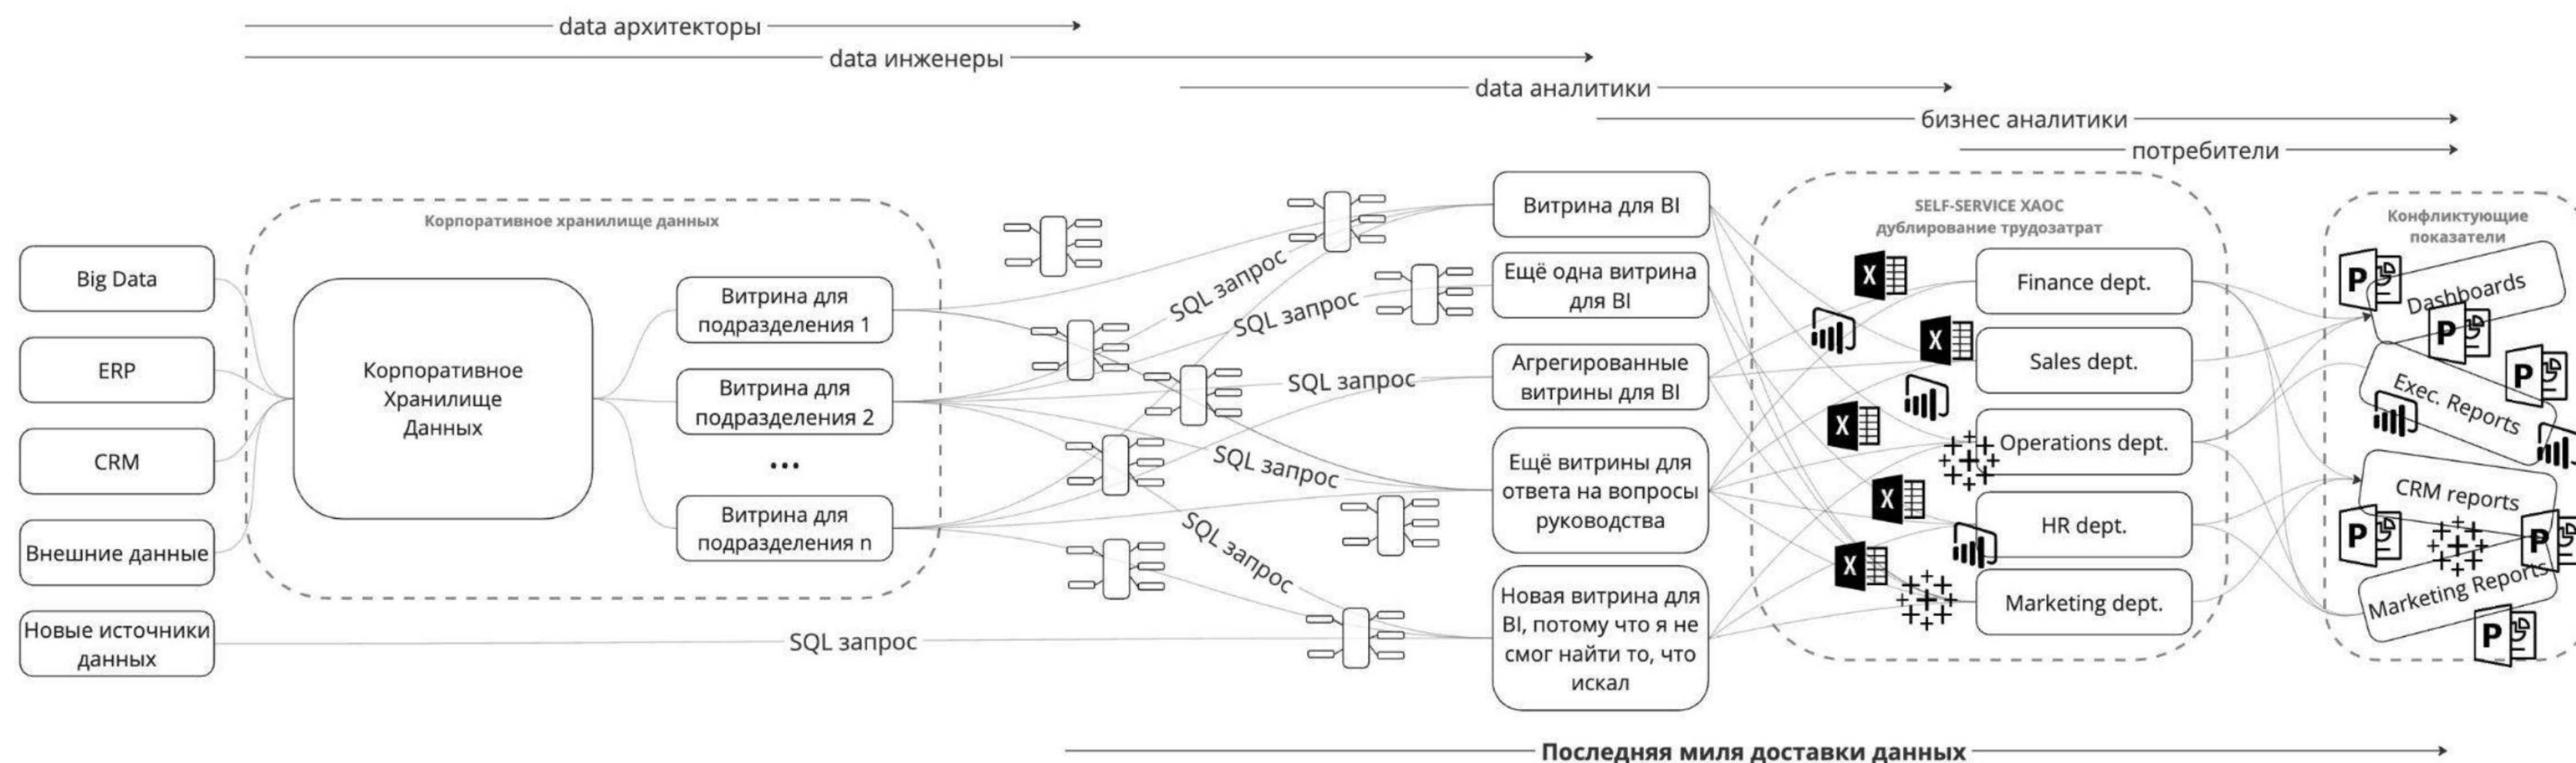 data архитекторы
data инженеры
data аналитики
бизнес аналитики
потребители
Big Data
ERP
CRM
Внешние данные
Новые источники
данных
Корпоративное хранилище данных
Корпоративное
Хранилище
Данных
Витрина для
подразделения 1
Витрина для
подразделения 2
...
Витрина для
подразделения n
SQL запрос
SQL запрос
SQL запрос
SQL запрос
SQL запрос
SQL запрос
Витрина для BI
Ещё одна витрина
для BI
Агрегированные
витрины для BI
Ещё витрины для
ответа на вопросы
руководства
Новая витрина для
BI, потому что я не
смог найти то, что
искал
SELF-SERVICE ХАОС
дублирование трудозатрат
X
X
X
X
X
Finance dept.
Sales dept.
Operations dept.
HR dept.
Marketing dept.
Конфликтующие
показатели
P
Dashboards
P
P
Exec. Reports
CRM reports
P
P
Marketing Reports
P
Последняя миля доставки данных